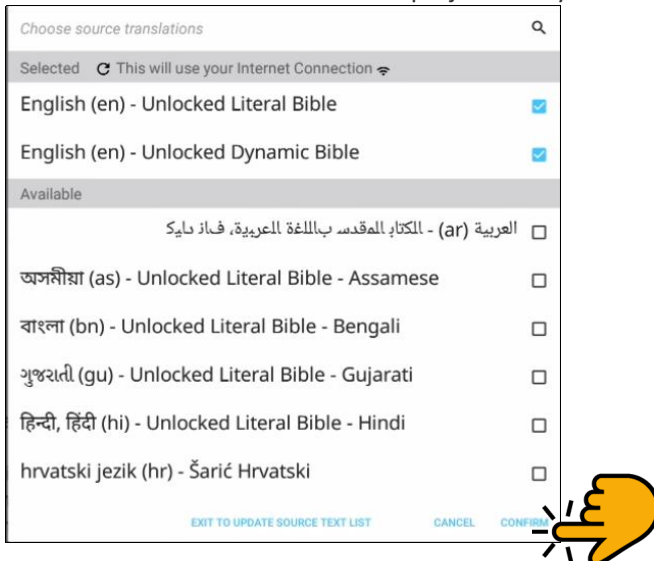 Choose source translations
Selected This will use your Internet Connection
English (en) - Unlocked Literal Bible
English (en) - Unlocked Dynamic Bible
Available
العربية (ar) - الكتاب المقدس باللغة العربية، فان دايك
অসমীয়া (as) - Unlocked Literal Bible - Assamese
বাংলা (bn) - Unlocked Literal Bible - Bengali
ગુજરાતી (gu) - Unlocked Literal Bible - Gujarati
हिन्दी, हिंदी (hi) - Unlocked Literal Bible - Hindi
hrvatski jezik (hr) - Šarić Hrvatski
EXIT TO UPDATE SOURCE TEXT LIST CANCEL CONFIRM